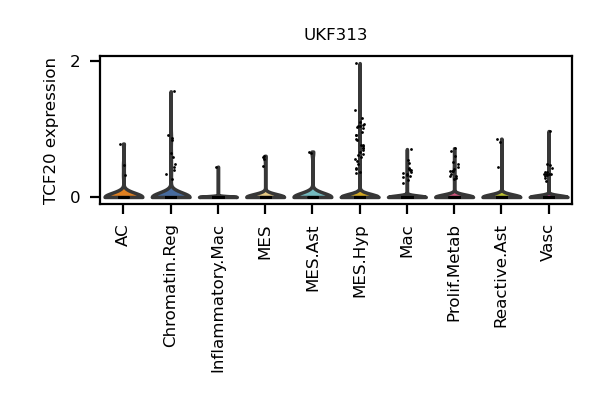 UKF313
TCF20 expression
2
0
AC
Chromatin.Reg
Inflammatory.Mac
MES
MES.Ast
MES.Hyp
Mac
Prolif.Metab
Reactive.Ast
Vasc